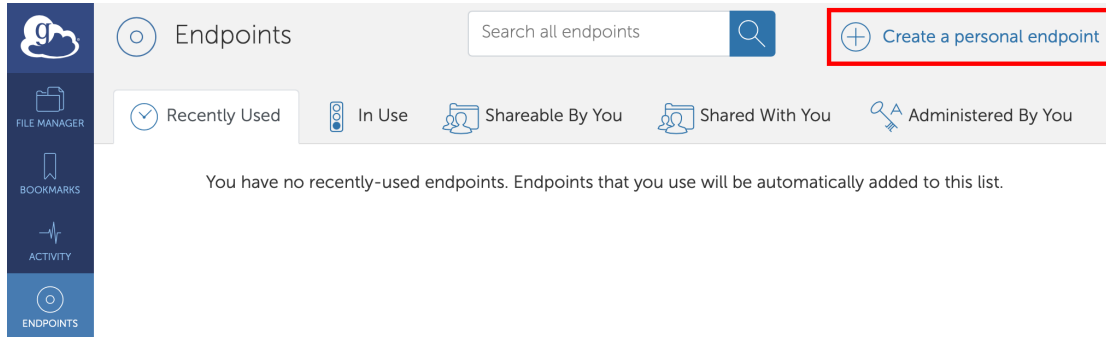 g
Endpoints
Search all endpoints
Create a personal endpoint
FILE MANAGER
Recently Used
In Use
Shareable By You
Shared With You
Administered By You
BOOKMARKS
You have no recently-used endpoints. Endpoints that you use will be automatically added to this list.
ACTIVITY
ENDPOINTS